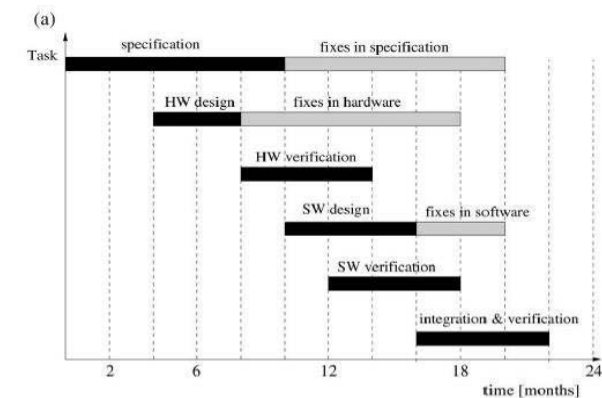 (a)
specification fixes in specification
Task
HW design fixes in hardware
HW verification
SW design fixes in software
SW verification
integration & verification
2 6 12 18 24
time [months]